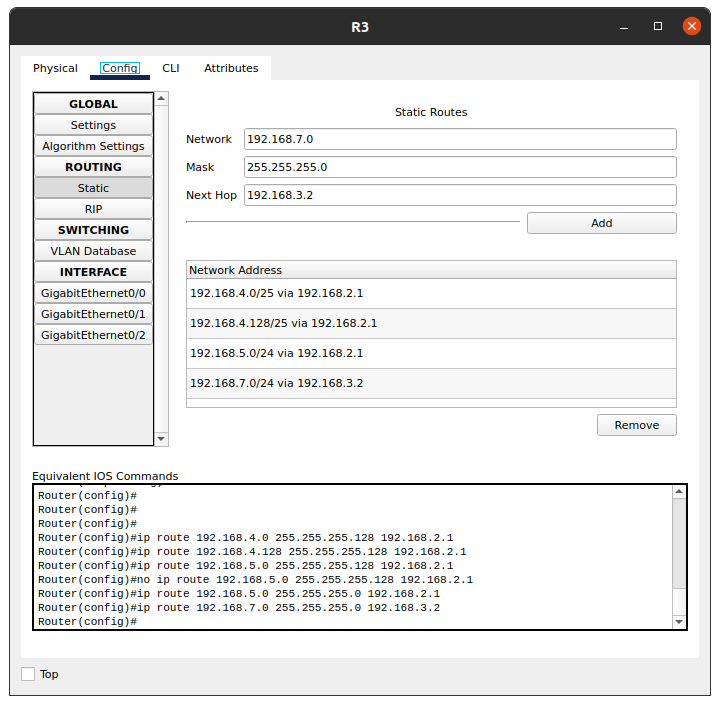 R3
Physical Config CLI Attributes
GLOBAL
Settings
Algorithm Settings
ROUTING
Static
RIP
SWITCHING
VLAN Database
INTERFACE
GigabitEthernet0/0
GigabitEthernet0/1
GigabitEthernet0/2
Static Routes
Network 192.168.7.0
Mask 255.255.255.0
Next Hop 192.168.3.2
Add
Network Address
192.168.4.0/25 via 192.168.2.1
192.168.4.128/25 via 192.168.2.1
192.168.5.0/24 via 192.168.2.1
192.168.7.0/24 via 192.168.3.2
Remove
Equivalent IOS Commands
Router(config)#
Router(config)#
Router(config)#
Router(config)#ip route 192.168.4.0 255.255.255.128 192.168.2.1
Router(config)#ip route 192.168.4.128 255.255.255.128 192.168.2.1
Router(config)#ip route 192.168.5.0 255.255.255.128 192.168.2.1
Router(config)#no ip route 192.168.5.0 255.255.255.128 192.168.2.1
Router(config)#ip route 192.168.5.0 255.255.255.0 192.168.2.1
Router(config)#ip route 192.168.7.0 255.255.255.0 192.168.3.2
Router(config)#
Top